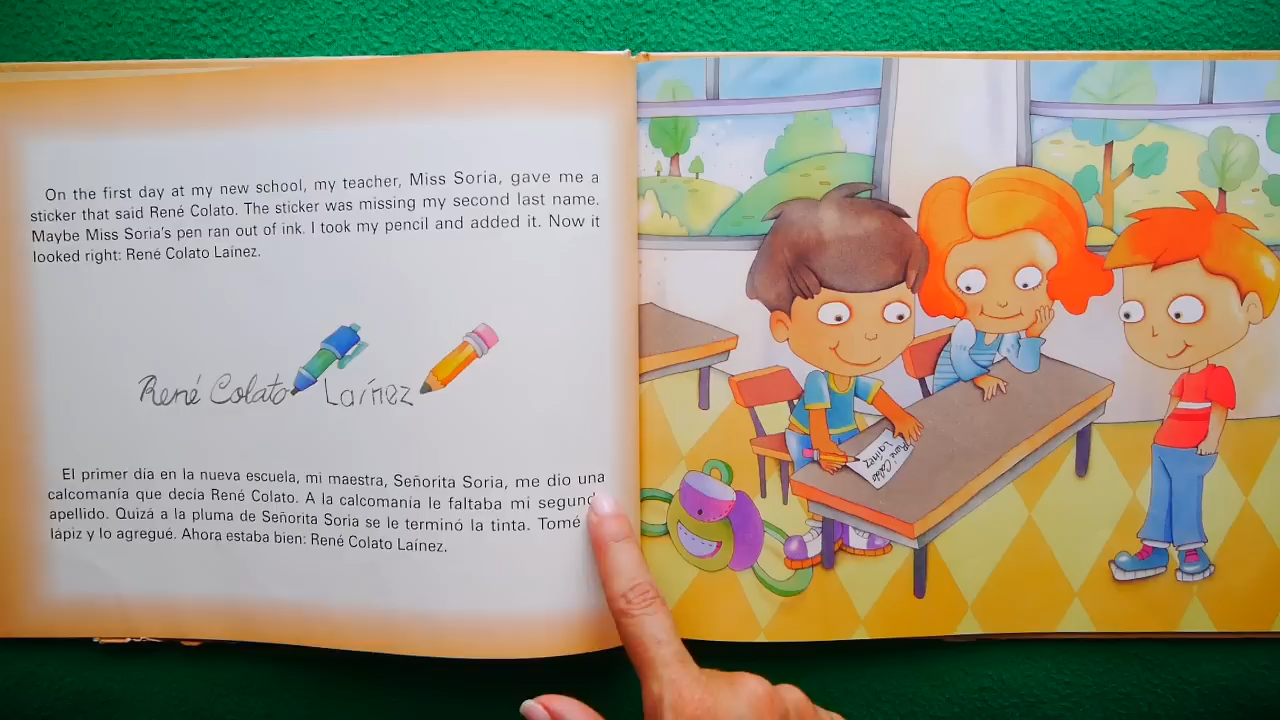 On the first day at my new school, my teacher, Miss Soria, gave me a
sticker that said René Colato. The sticker was missing my second last name.
Maybe Miss Soria's pen ran out of ink. I took my pencil and added it. Now it
looked right: René Colato Laínez.
René Colato Laínez
El primer día en la nueva escuela, mi maestra, Señorita Soria, me dio una
calcomanía que decía René Colato. A la calcomanía le faltaba mi
apellido. Quizá a la pluma de Señorita Soria se le terminó la tinta. Tomé
lápiz y lo agregué. Ahora estaba bien: René Colato Laínez.
René Colato
Laínez